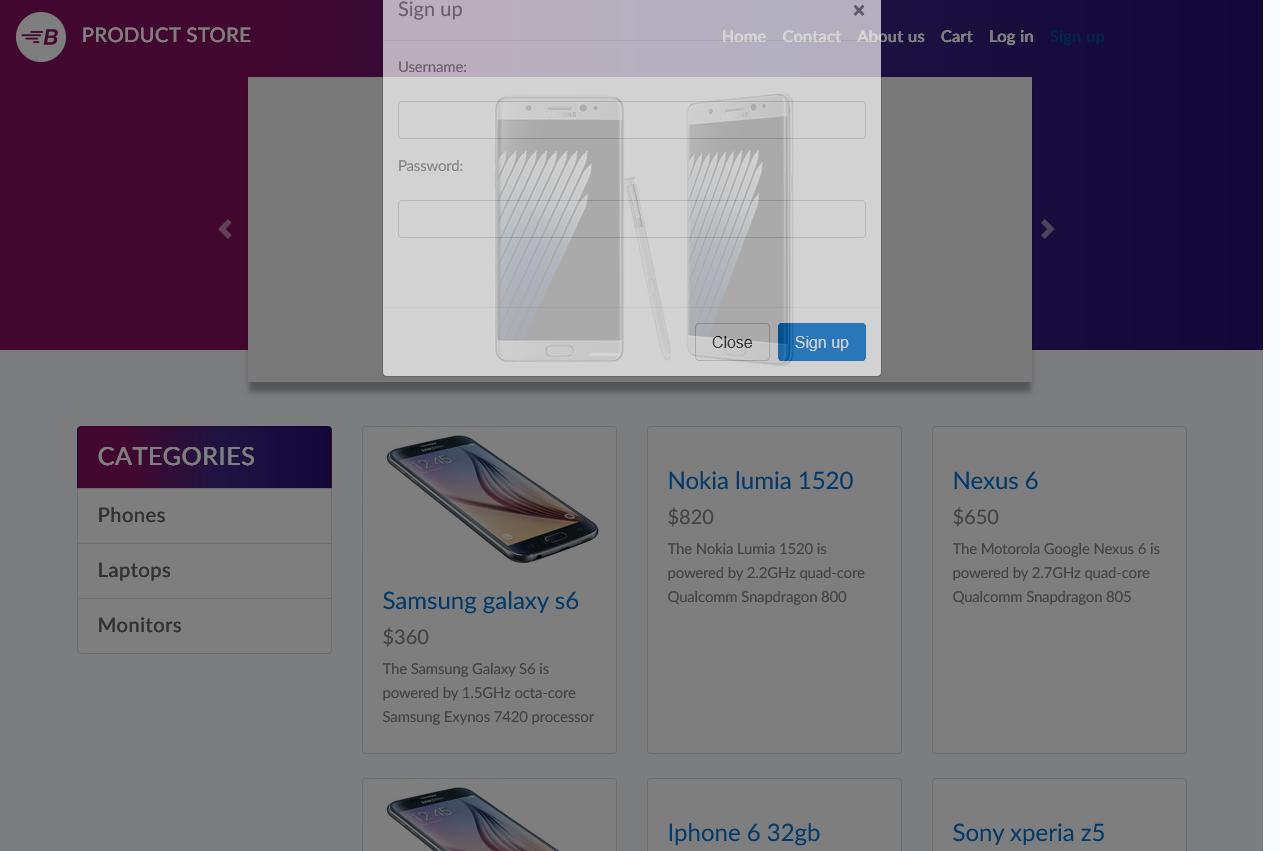 Sign up ×
B PRODUCT STORE
Home Contact About us Cart Log in Sign up
Username:
Password:
Close Sign up
CATEGORIES
Phones
Laptops
Monitors
12:45
Samsung galaxy s6
$360
The Samsung Galaxy S6 is
powered by 1.5GHz octa-core
Samsung Exynos 7420 processor
Nokia lumia 1520
$820
The Nokia Lumia 1520 is
powered by 2.2GHz quad-core
Qualcomm Snapdragon 800
Nexus 6
$650
The Motorola Google Nexus 6 is
powered by 2.7GHz quad-core
Qualcomm Snapdragon 805
12:45
Iphone 6 32gb
Sony xperia z5